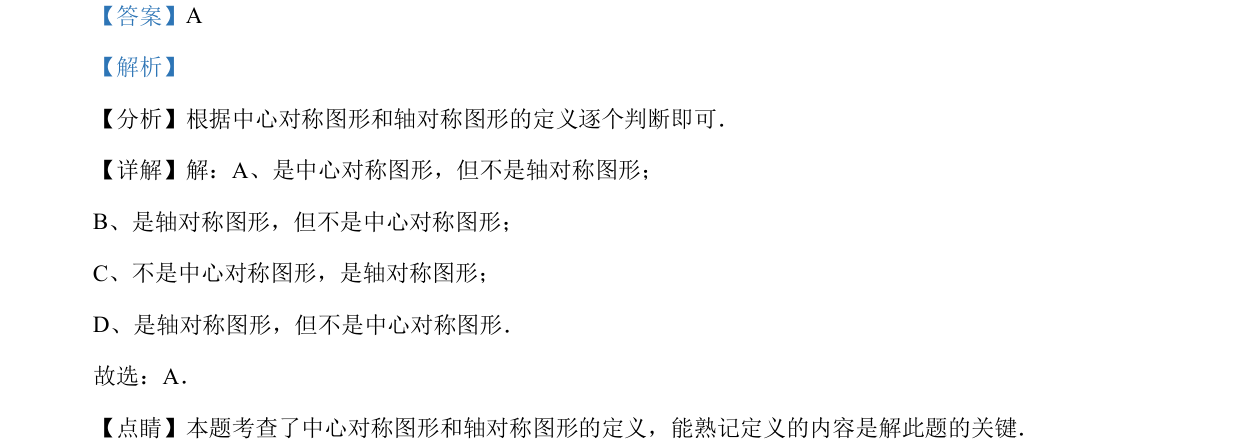 【答案】A
【解析】
【分析】根据中心对称图形和轴对称图形的定义逐个判断即可．
【详解】解：A、是中心对称图形，但不是轴对称图形；
B、是轴对称图形，但不是中心对称图形；
C、不是中心对称图形，是轴对称图形；
D、是轴对称图形，但不是中心对称图形．
故选：A．
【点睛】本题考查了中心对称图形和轴对称图形的定义，能熟记定义的内容是解此题的关键．